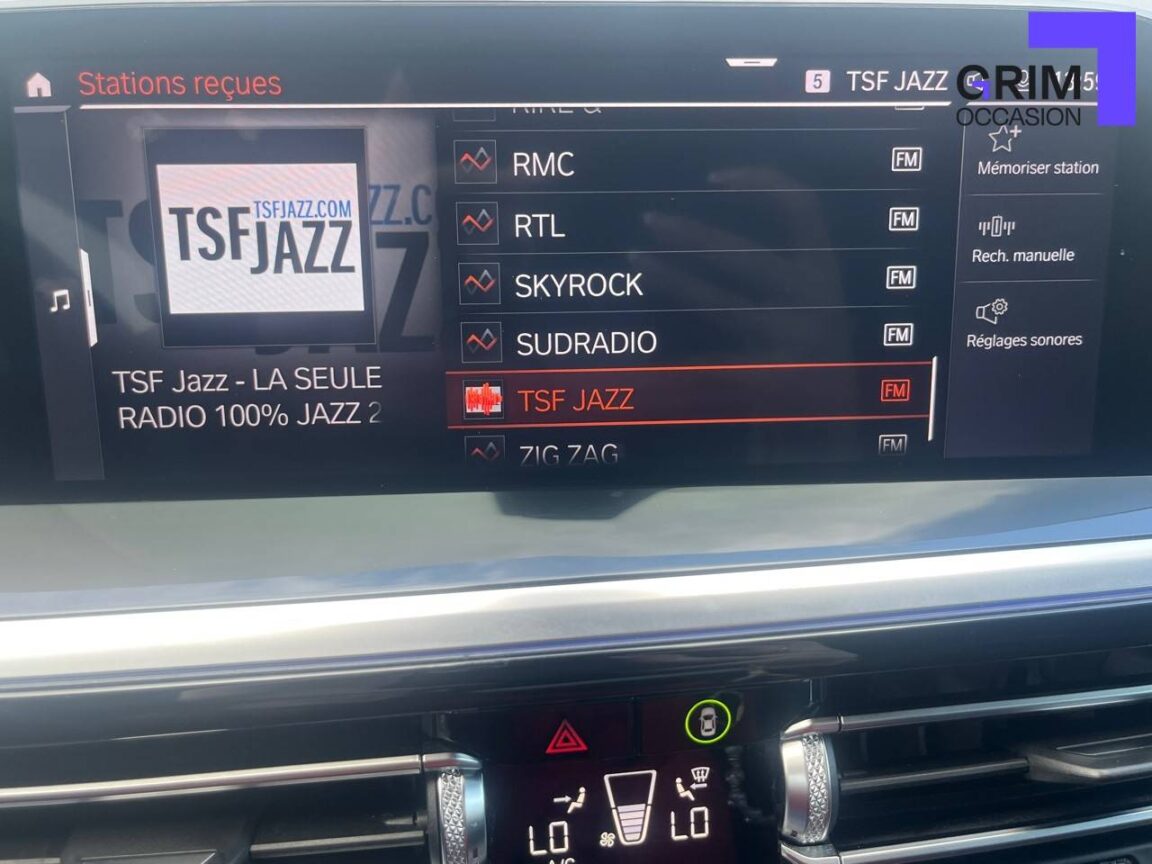 Stations reçues
5 TSF JAZZ
GRIM
OCCASION
TSFJAZZ.COM
TSF JAZZ
TSF Jazz - LA SEULE
RADIO 100% JAZZ 2
RMC FM
RTL FM
SKYROCK FM
SUDRADIO FM
TSF JAZZ FM
ZIG ZAG FM
Mémoriser station
Rech. manuelle
Réglages sonores
LO
LO
A/C